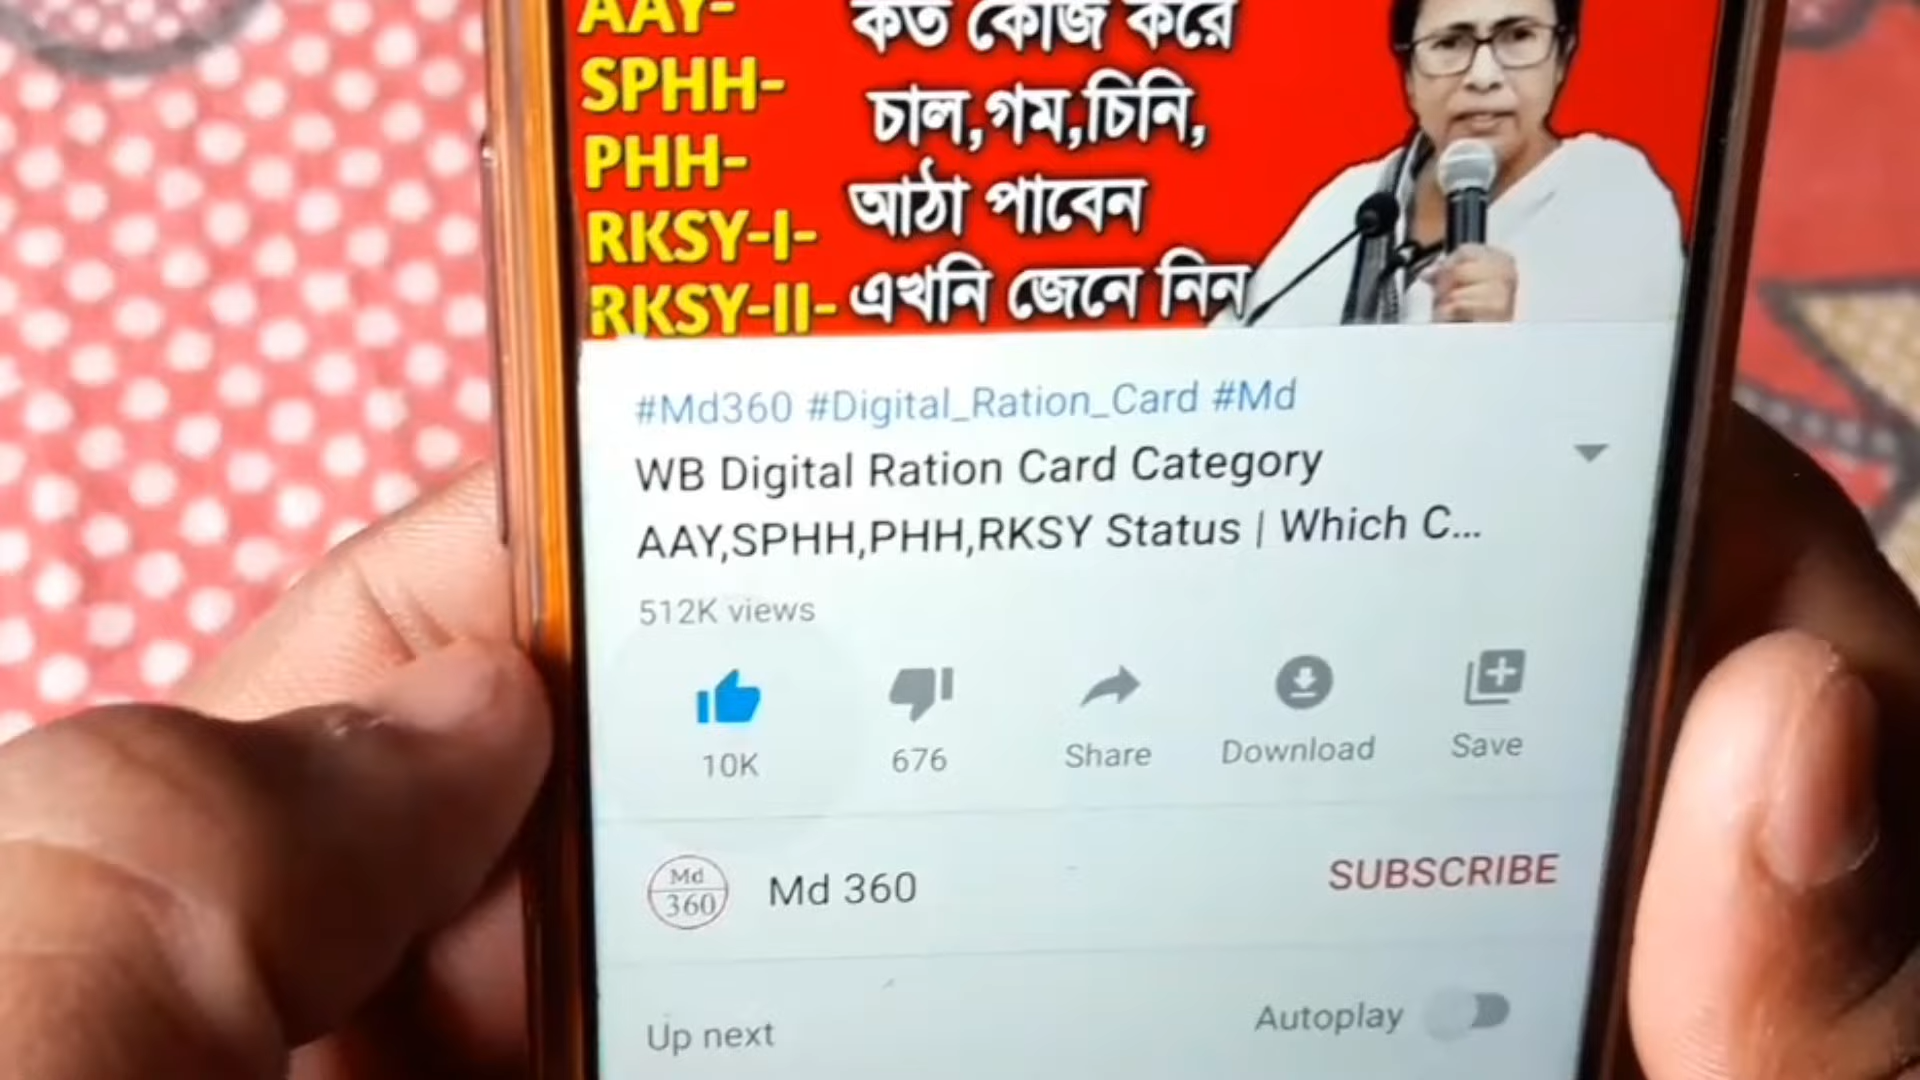 AAY-
SPHH-
PHH-
RKSY-I-
RKSY-II-
কত কেজি করে
চাল,গম,চিনি,
আঠা পাবেন
এখনি জেনে নিন
#Md360 #Digital_Ration_Card #Md
WB Digital Ration Card Category
AAY,SPHH,PHH,RKSY Status | Which C...
512K views
10K
676
Share
Download
Save
Md
360
Md 360
SUBSCRIBE
Up next
Autoplay